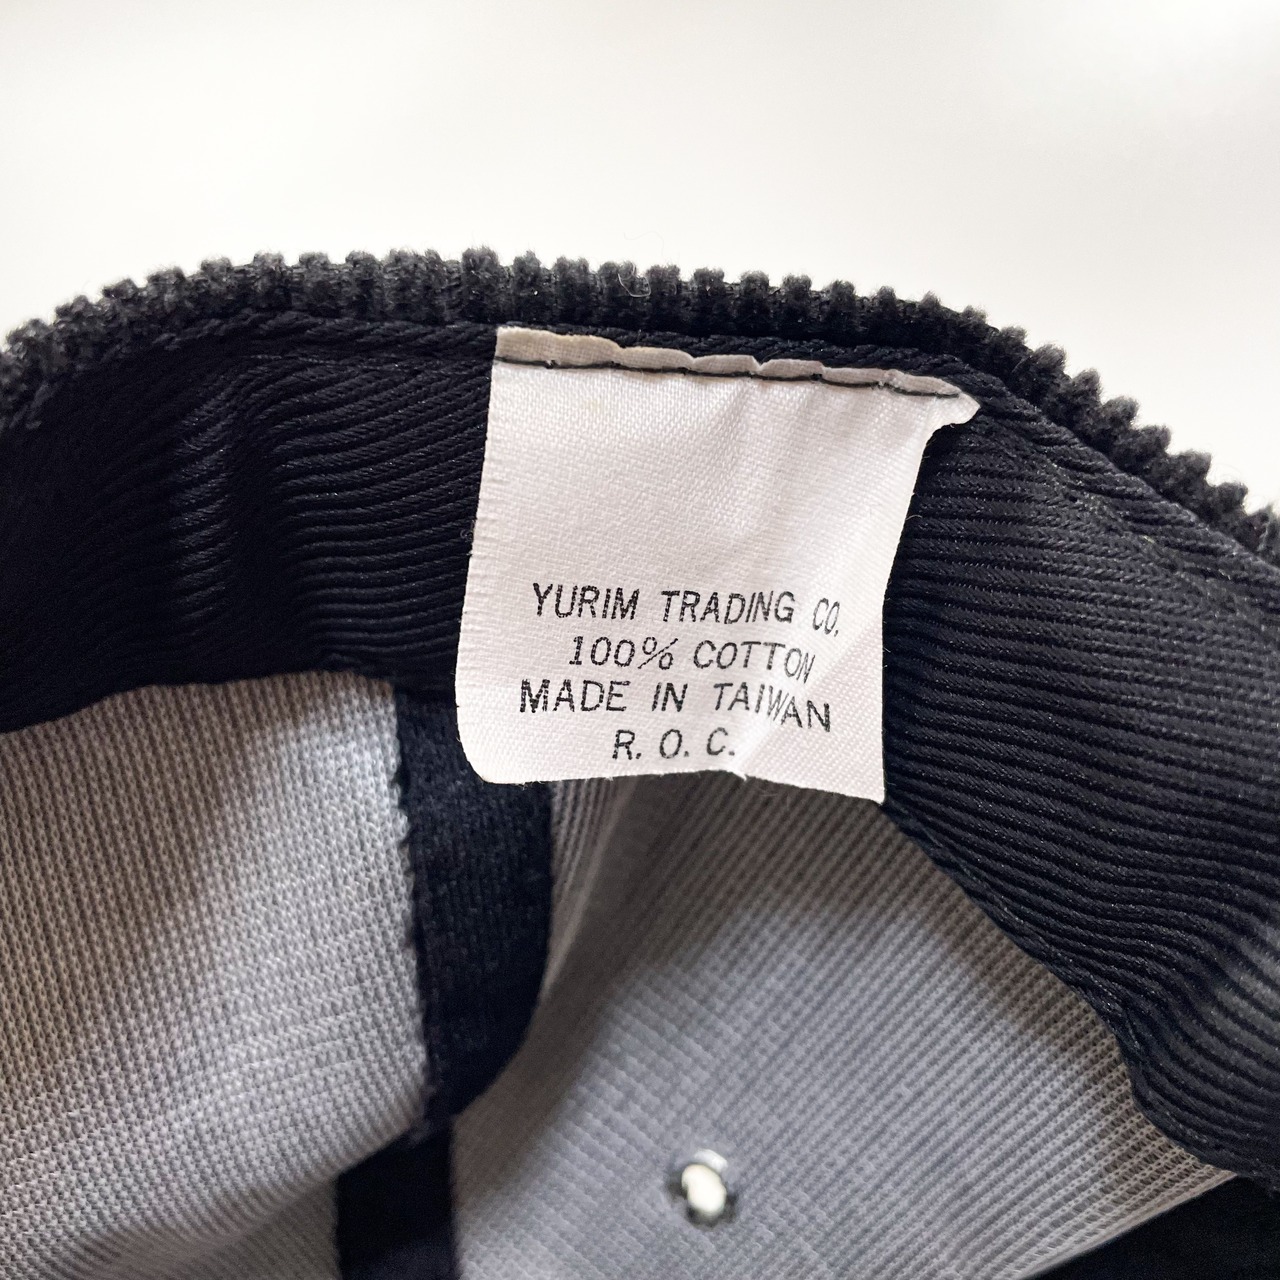 YURIM TRADING CO.
100% COTTON
MADE IN TAIWAN
R. O. C.